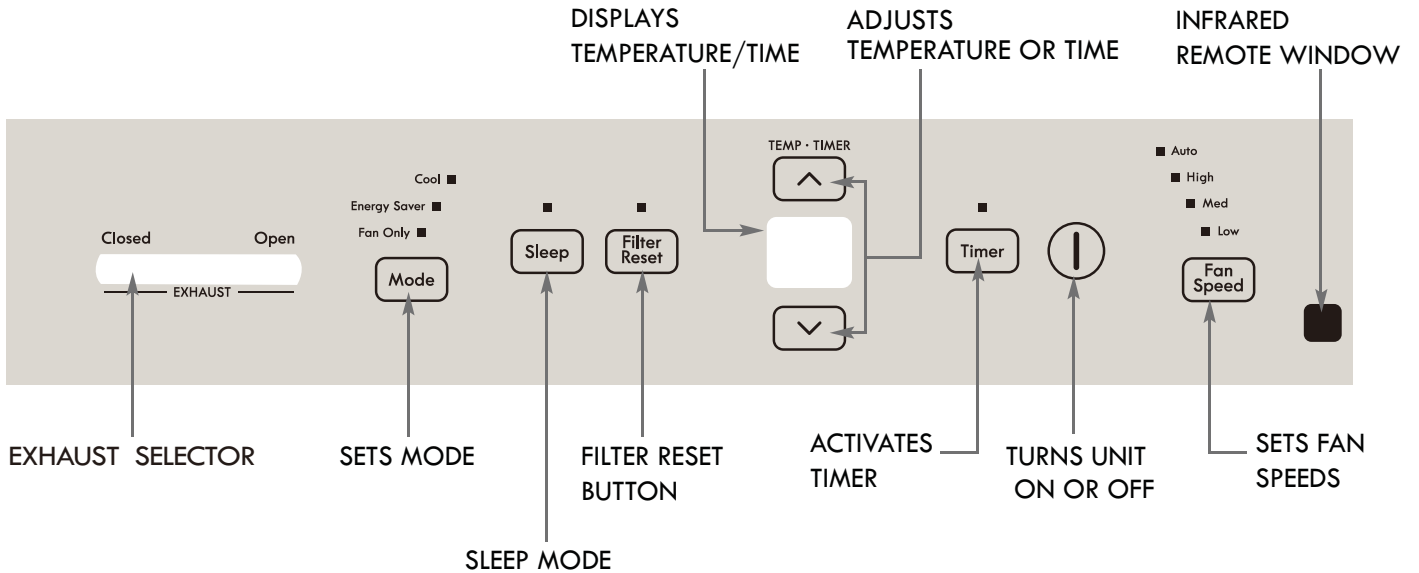 DISPLAYS
TEMPERATURE/TIME
ADJUSTS
TEMPERATURE OR TIME
INFRARED
REMOTE WINDOW
Closed
Open
EXHAUST
Cool
Energy Saver
Fan Only
Mode
Sleep
Filter
Reset
TEMP · TIMER
Timer
Auto
High
Med
Low
Fan
Speed
EXHAUST SELECTOR
SETS MODE
SLEEP MODE
FILTER RESET
BUTTON
ACTIVATES
TIMER
TURNS UNIT
ON OR OFF
SETS FAN
SPEEDS